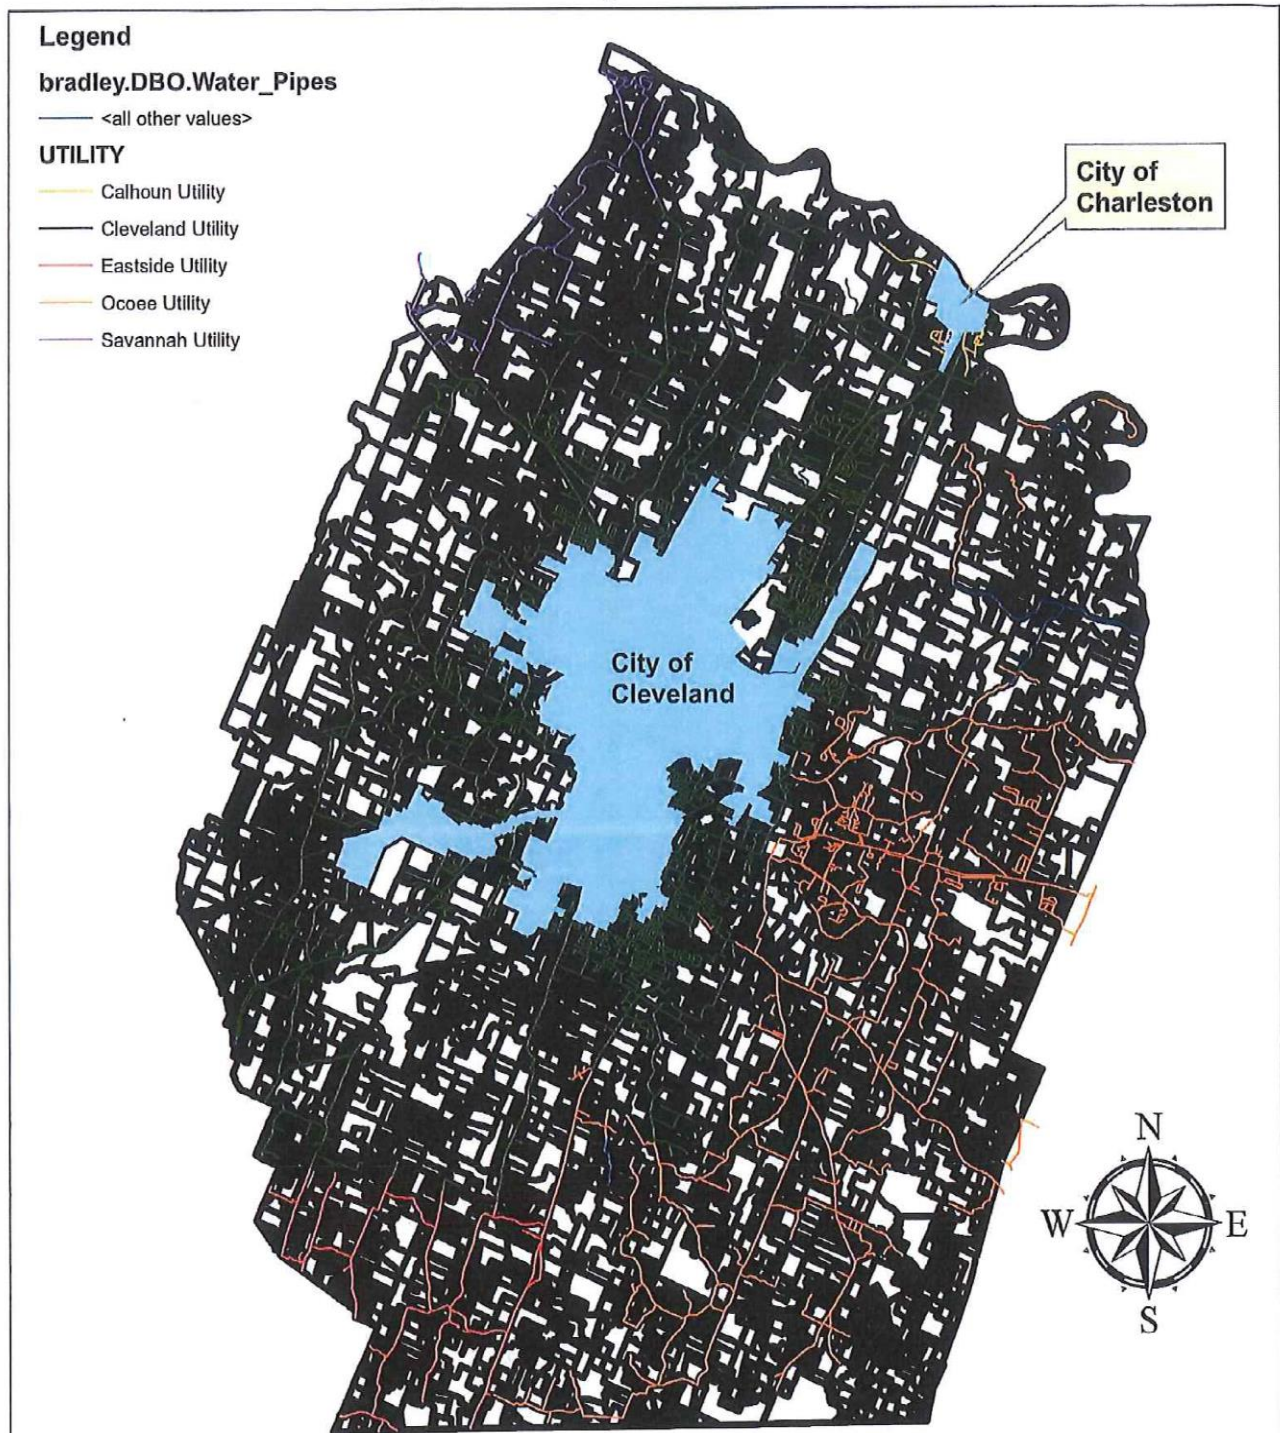 Legend
bradley.DBO.Water_Pipes
<all other values>
UTILITY
Calhoun Utility
Cleveland Utility
Eastside Utility
Ocoee Utility
Savannah Utility
City of
Charleston
City of
Cleveland
N
W
E
S